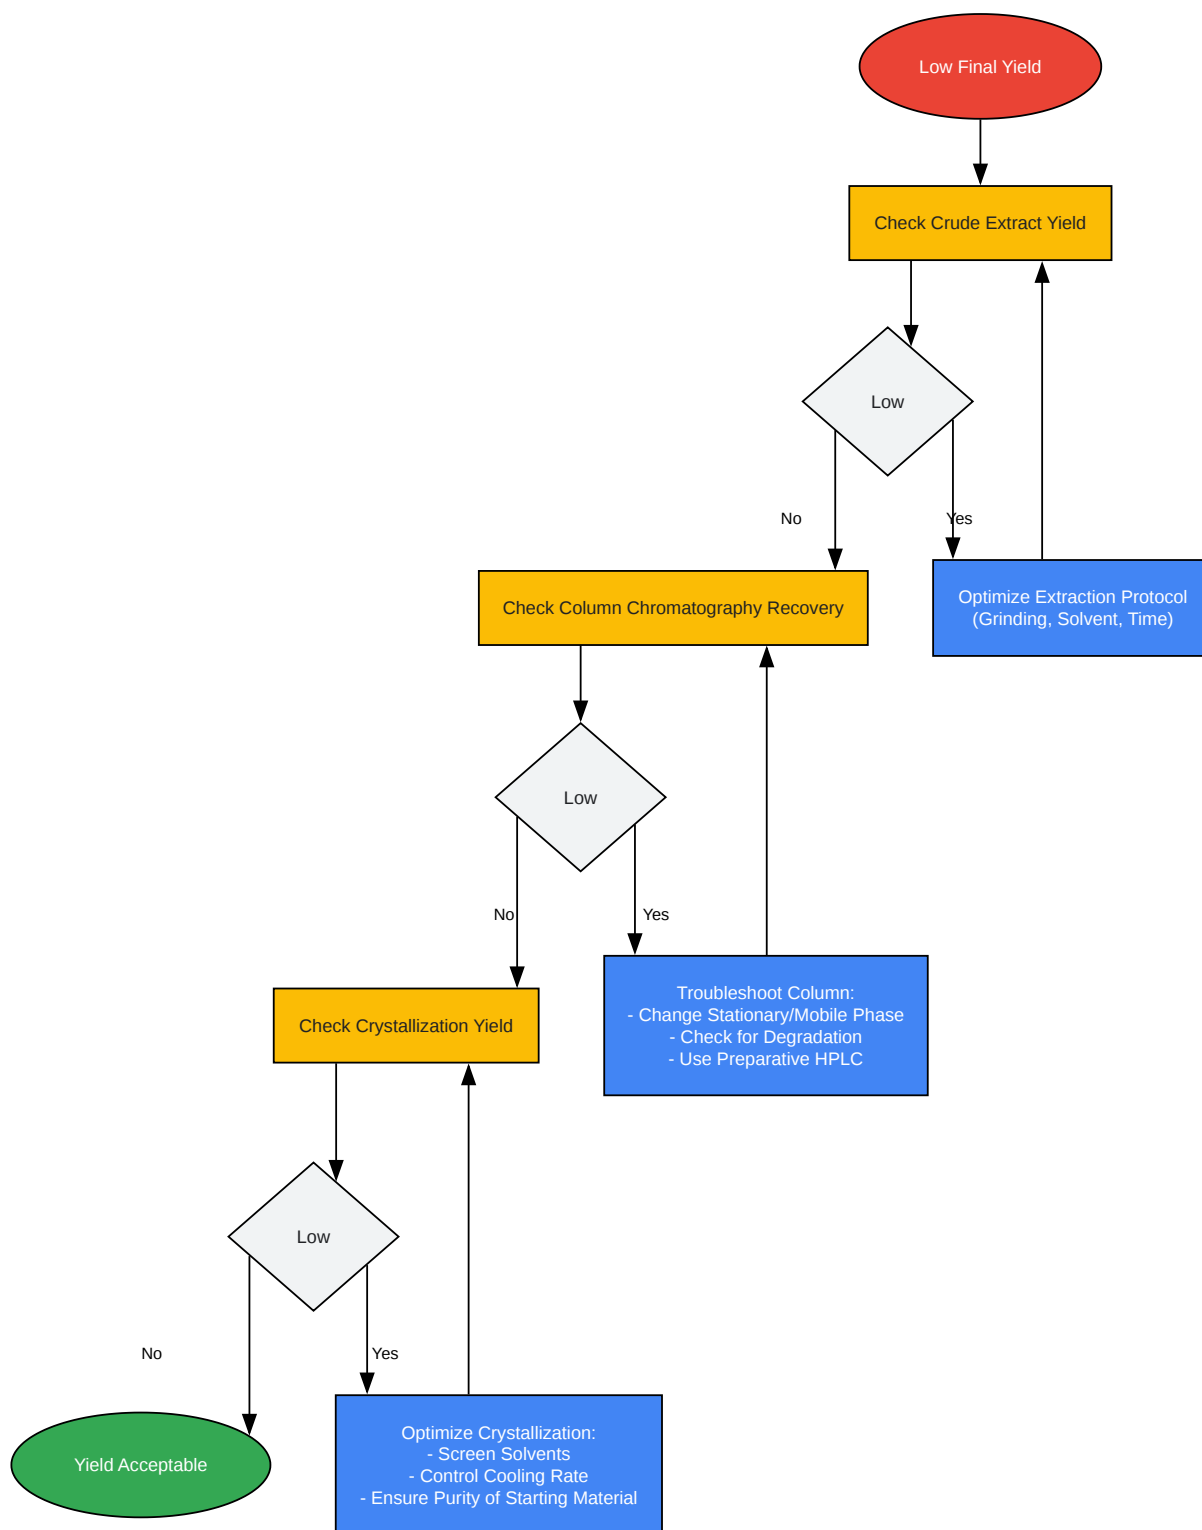 Low Final Yield
Check Crude Extract Yield
Low
No
Yes
Optimize Extraction Protocol
(Grinding, Solvent, Time)
Check Column Chromatography Recovery
Low
No
Yes
Troubleshoot Column:
- Change Stationary/Mobile Phase
- Check for Degradation
- Use Preparative HPLC
Check Crystallization Yield
Low
No
Yes
Yield Acceptable
Optimize Crystallization:
- Screen Solvents
- Control Cooling Rate
- Ensure Purity of Starting Material